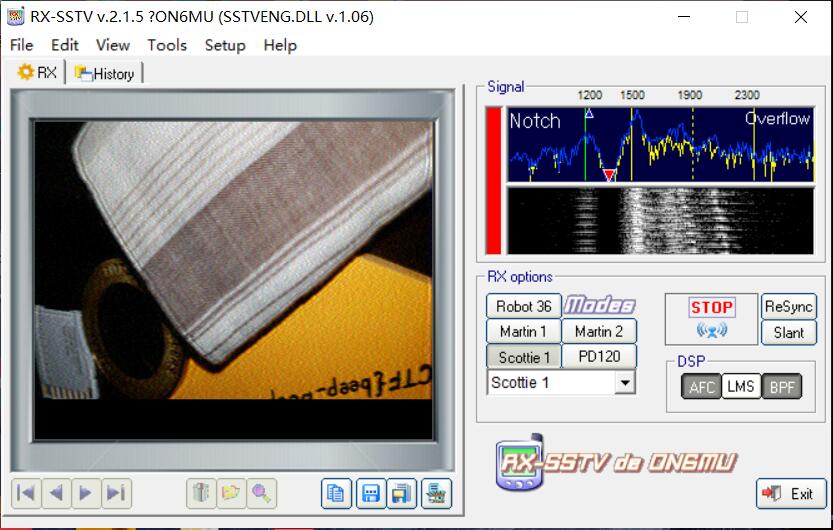 RX-SSTV v.2.1.5 ?ON6MU (SSTVENG.DLL v.1.06)
File Edit View Tools Setup Help
RX History
Signal
1200 1500 1900 2300
Notch Overflow
CTF{beep-
RX options
Robot 36 Modes STOP ReSync
Martin 1 Martin 2 Slant
Scottie 1 PD120 DSP
Scottie 1 AFC LMS BPF
RX-SSTV de ON6MU
Exit